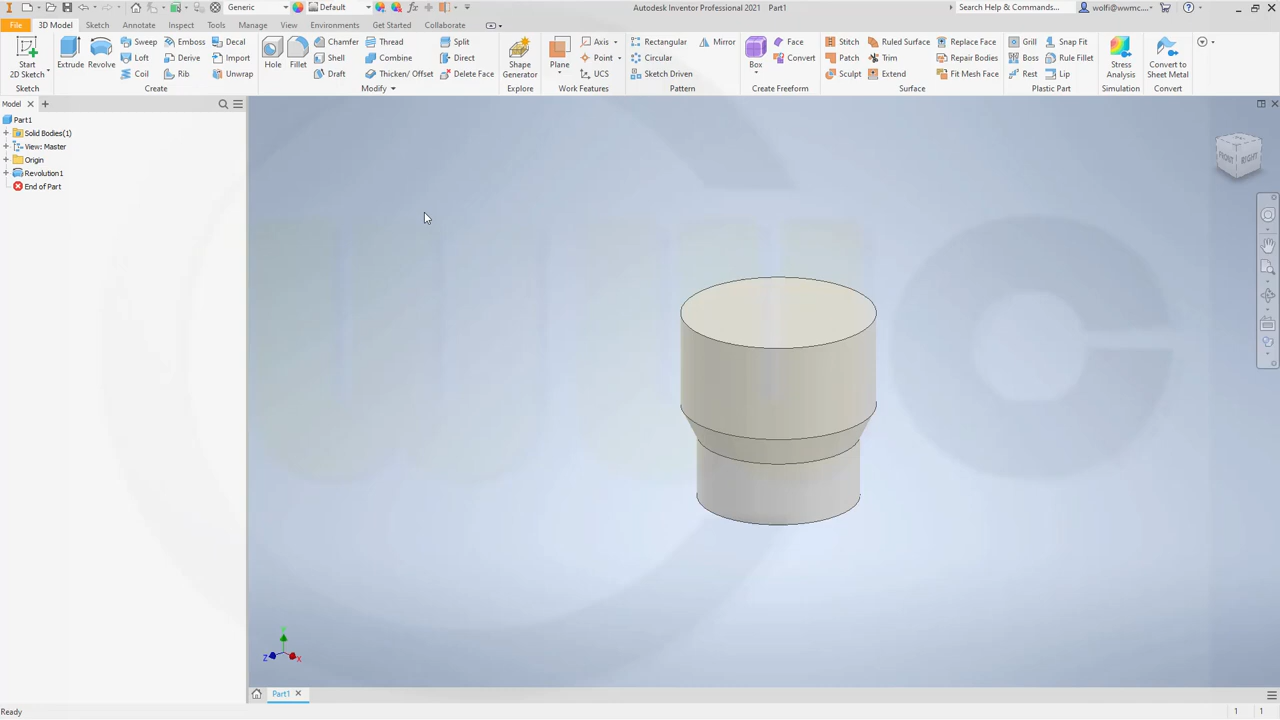 Generic Default Autodesk Inventor Professional 2021 Part1 Search Help & Commands... wolfi@wwmc....
File 3D Model Sketch Annotate Inspect Tools Manage View Environments Get Started Collaborate
Start 2D Sketch Extrude Revolve Sweep Emboss Decal Loft Derive Import Coil Rib Unwrap Hole Fillet Chamfer Thread Split Shell Combine Direct Draft Thicken/ Offset Delete Face Shape Generator Plane Axis Point UCS Rectangular Mirror Circular Sketch Driven Box Face Convert Stitch Ruled Surface Replace Face Patch Trim Repair Bodies Sculpt Extend Fit Mesh Face Grill Snap Fit Boss Rule Fillet Rest Lip Stress Analysis Convert to Sheet Metal
Sketch Create Modify Explore Work Features Pattern Create Freeform Surface Plastic Part Simulation Convert
Model
Part1
Solid Bodies(1)
View: Master
Origin
Revolution1
End of Part
FRONT RIGHT
Y
Z X
Part1
Ready 1 1